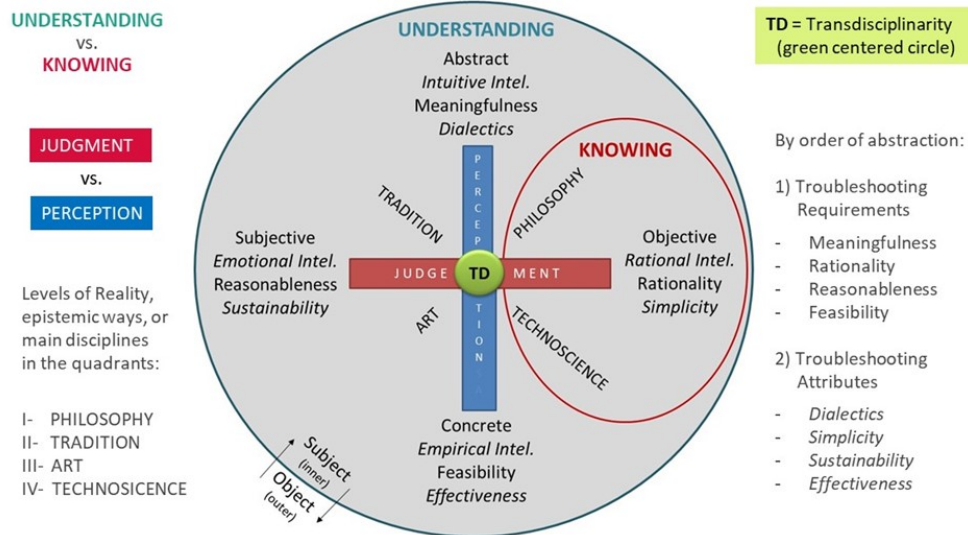 UNDERSTANDING
vs.
KNOWING
JUDGMENT
vs.
PERCEPTION
Levels of Reality,
epistemic ways, or
main disciplines
in the quadrants:
I- PHILOSOPHY
II- TRADITION
III- ART
IV- TECHNOSICENCE
UNDERSTANDING
Abstract
Intuitive Intel.
Meaningfulness
Dialectics
KNOWING
TRADITION
PHILOSOPHY
Subjective
Emotional Intel.
Reasonableness
Sustainability
PERCEP
JUDGE
TD
MENT
TION
Objective
Rational Intel.
Rationality
Simplicity
ART
TECHNOSCIENCE
Concrete
Empirical Intel.
Feasibility
Effectiveness
Subject
(inner)
Object
(outer)
TD = Transdisciplinarity
(green centered circle)
By order of abstraction:
1) Troubleshooting
Requirements
- Meaningfulness
- Rationality
- Reasonableness
- Feasibility
2) Troubleshooting
Attributes
- Dialectics
- Simplicity
- Sustainability
- Effectiveness